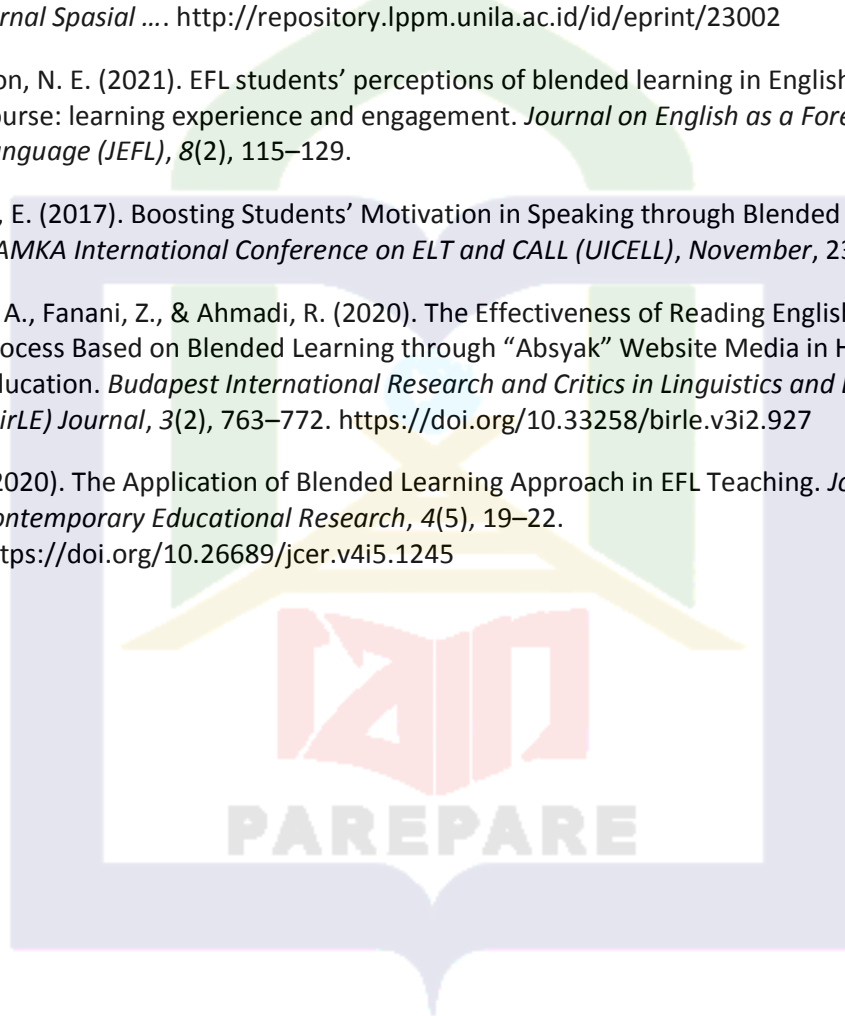 rnal Spasial .... http://repository.lppm.unila.ac.id/id/eprint/23002
on, N. E. (2021). EFL students’ perceptions of blended learning in English
ourse: learning experience and engagement. Journal on English as a Fore
nguage (JEFL), 8(2), 115–129.
, E. (2017). Boosting Students’ Motivation in Speaking through Blended
AMKA International Conference on ELT and CALL (UICELL), November, 23
A., Fanani, Z., & Ahmadi, R. (2020). The Effectiveness of Reading English
ocess Based on Blended Learning through “Absyak” Website Media in H
ducation. Budapest International Research and Critics in Linguistics and
irLE) Journal, 3(2), 763–772. https://doi.org/10.33258/birle.v3i2.927
2020). The Application of Blended Learning Approach in EFL Teaching. Jo
ontemporary Educational Research, 4(5), 19–22.
ttps://doi.org/10.26689/jcer.v4i5.1245
PAREPARE